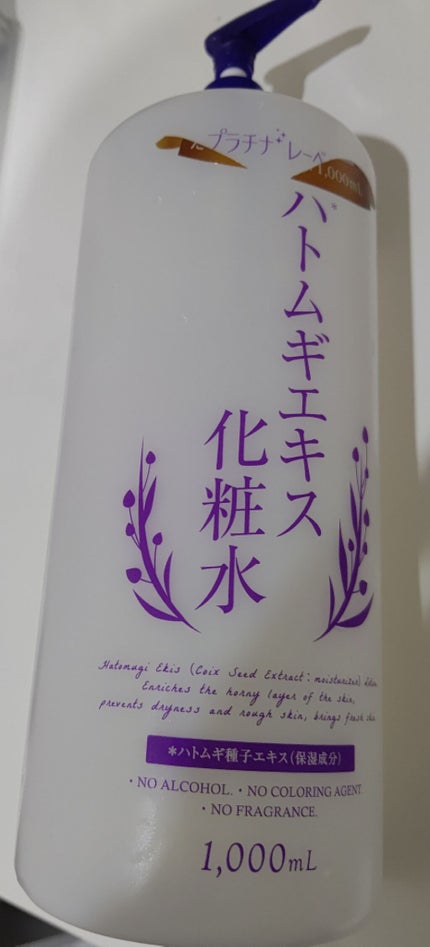 プラチナレーベ
1,000mL
ハトムギエキス*
化粧水
Hatomugi Ekis (Coix Seed Extract: moisturizer) lotion
Enriches the horny layer of the skin,
prevents dryness and rough skin, brings fresh skin.
*ハトムギ種子エキス(保湿成分)
・NO ALCOHOL. ・NO COLORING AGENT.
・NO FRAGRANCE.
1,000mL